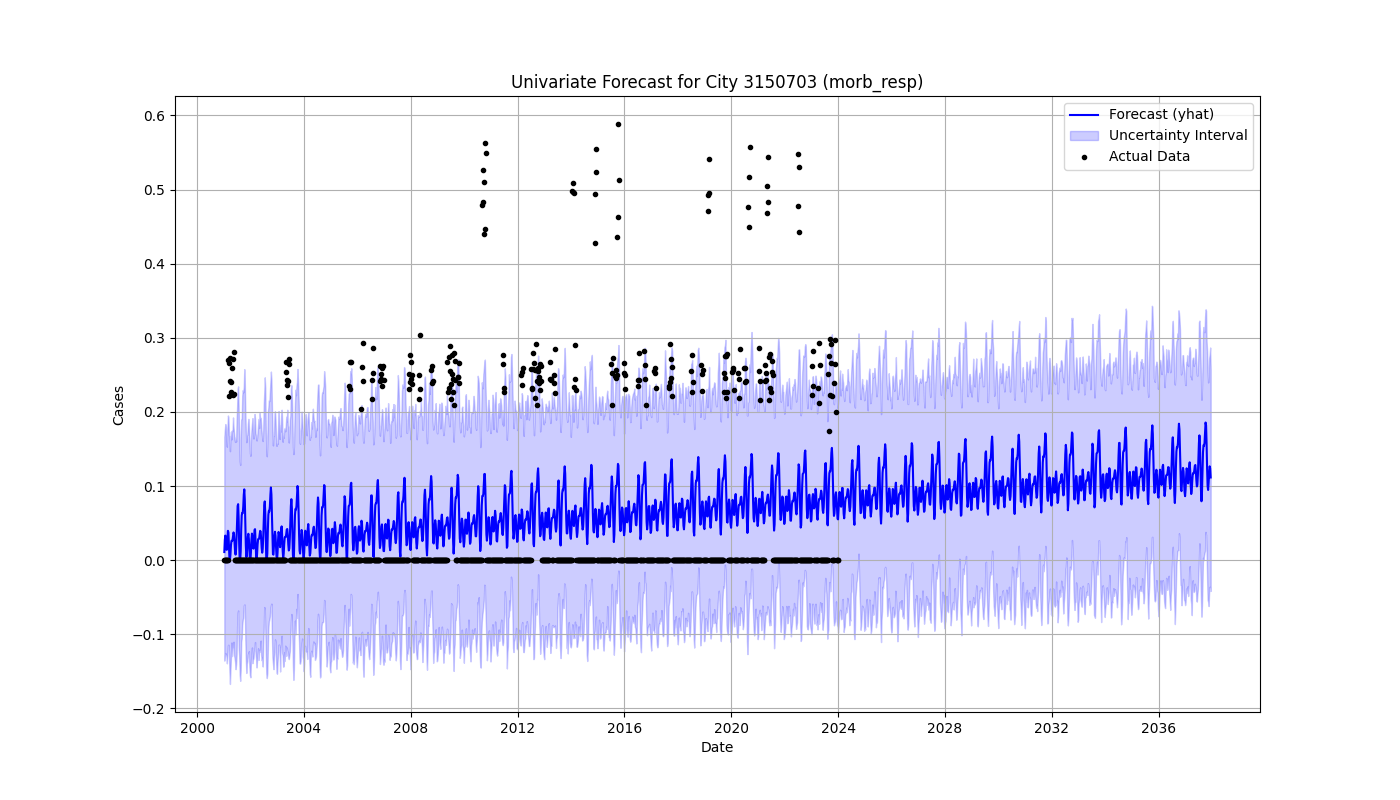 Univariate Forecast for City 3150703 (morb_resp)
Forecast (yhat)
Uncertainty Interval
Actual Data
0.6
0.5
0.4
0.3
0.2
0.1
0.0
−0.1
−0.2
Cases
2000 2004 2008 2012 2016 2020 2024 2028 2032 2036
Date